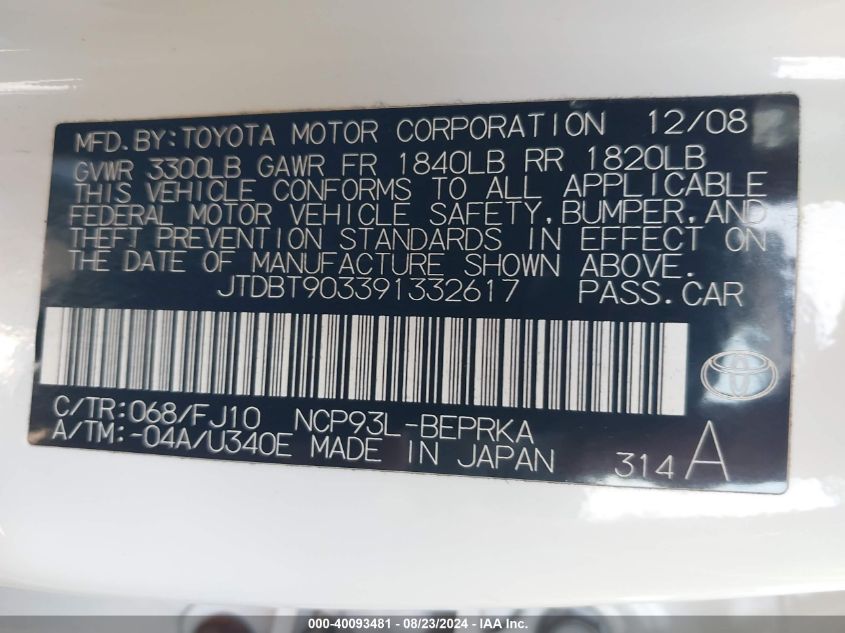 MFD.BY:TOYOTA MOTOR CORPORATION 12/08
GVWR 3300LB GAWR FR 1840LB RR 1820LB
THIS VEHICLE CONFORMS TO ALL APPLICABLE
FEDERAL MOTOR VEHICLE SAFETY,BUMPER,AND
THEFT PREVENTION STANDARDS IN EFFECT ON
THE DATE OF MANUFACTURE SHOWN ABOVE.
JTDBT903391332617 PASS.CAR
C/TR:068/FJ10 NCP93L-BEPRKA
A/TM:-04A/U340E MADE IN JAPAN 314 A
000-40093481 - 08/23/2024 - IAA Inc.